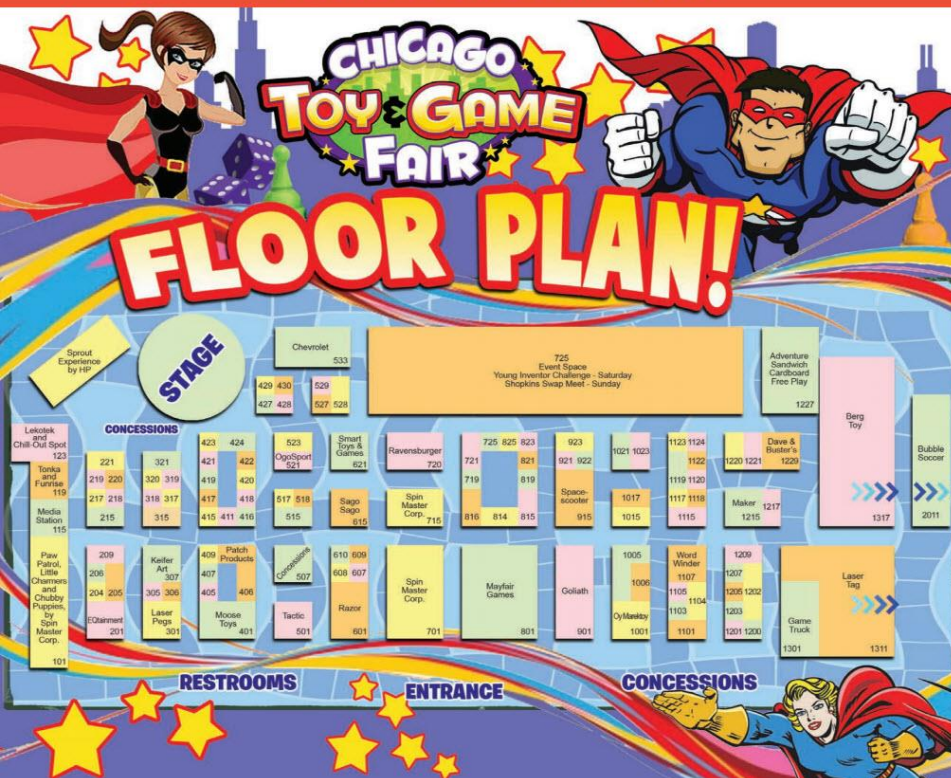 CHICAGO
TOY & GAME
FAIR
FLOOR PLAN!
Sprout
Experience
by HP
STAGE
CONCESSIONS
Chevrolet
533
429 430
427 428
529
527 528
725
Event Space
Young Inventor Challenge - Saturday
Shopkins Swap Meet - Sunday
Adventure
Sandwich
Cardboard
Free Play
1227
Berg
Toy
1317
Bubble
Soccer
2011
Lekotek
and
Chill-Out Spot
123
Tonka
and
Funrise
119
Media
Station
115
Paw
Patrol,
Little
Charmers
and
Chubby
Puppies,
by
Spin
Master
Corp.
101
221
219 220
217 218
215
321
320 319
318 317
315
423 424
421 422
419 420
417 418
415 411 416
523
OgoSport
521
517 518
515
Smart
Toys &
Games
621
Sago
Sago
615
Ravensburger
720
Spin
Master
Corp. 715
725 825 823
721 821
719 819
816 814 815
923
921 922
Space-
scooter
915
1021 1023
1017
1015
1123 1124
1122
1119 1120
1117 1118
1115
Dave &
Buster's
1220 1221 1229
Maker 1217
1215
209
206
204 205
EQtainment
201
Keifer
Art
307
305 306
Laser
Pegs
301
409 Patch
Products
407
405 406
Moose
Toys
401
Concessions
507
Tactic
501
610 609
608 607
Razor
601
Spin
Master
Corp.
701
Mayfair
Games
801
Goliath
901
1005
1006
Oy Marektoy
1001
Word
Winder
1107
1105
1104
1103
1101
1209
1207
1205 1202
1203
1201 1200
Game
Truck
1301
Laser
Tag
1311
RESTROOMS
ENTRANCE
CONCESSIONS